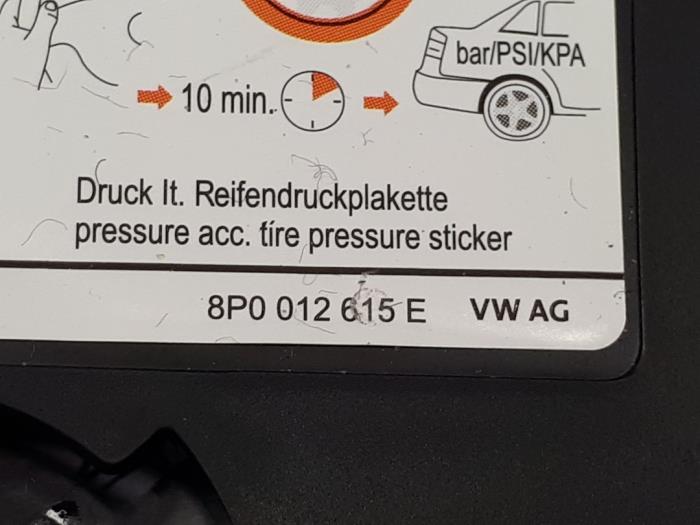 bar/PSI/KPA
10 min.
Druck lt. Reifendruckplakette
pressure acc. tire pressure sticker
8P0 012 615 E VW AG